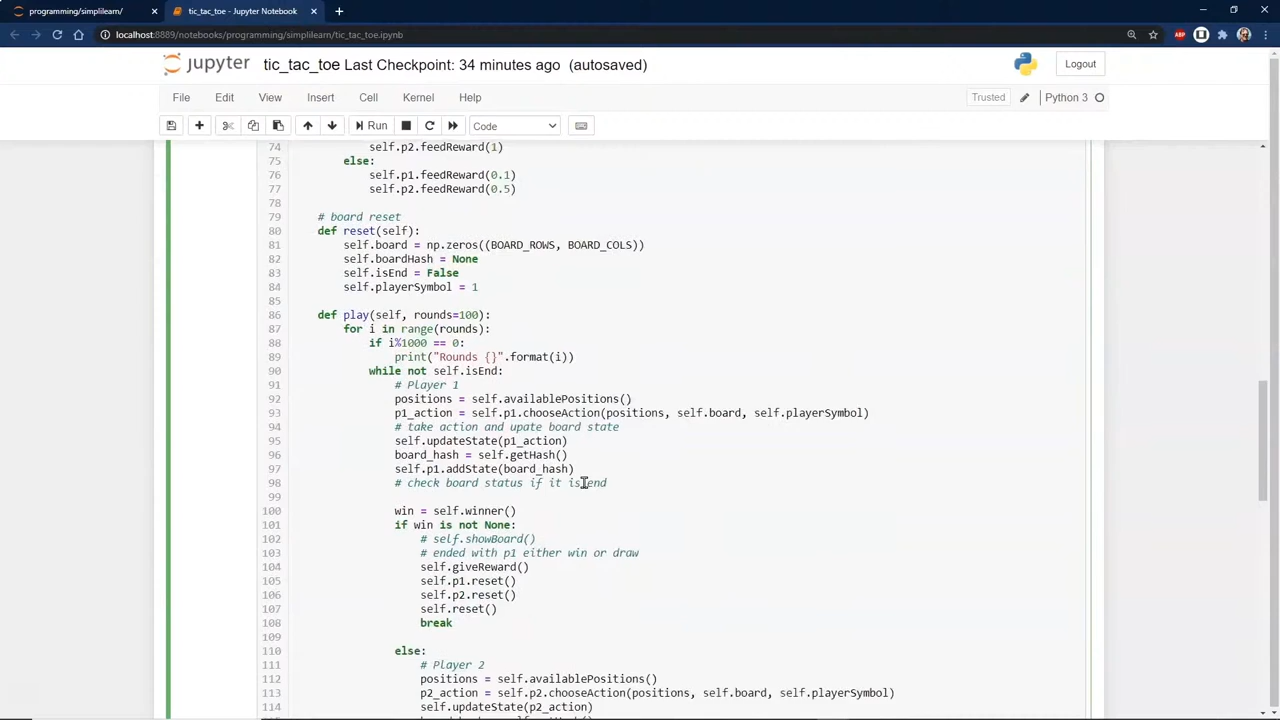 programming/simplilearn/
tic_tac_toe - Jupyter Notebook
localhost:8889/notebooks/programming/simplilearn/tic_tac_toe.ipynb
ABP
jupyter tic_tac_toe Last Checkpoint: 34 minutes ago (autosaved)
Logout
File Edit View Insert Cell Kernel Help
Trusted
Python 3
Run
Code
74 self.p2.feedReward(1)
75 else:
76 self.p1.feedReward(0.1)
77 self.p2.feedReward(0.5)
78
79 # board reset
80 def reset(self):
81 self.board = np.zeros((BOARD_ROWS, BOARD_COLS))
82 self.boardHash = None
83 self.isEnd = False
84 self.playerSymbol = 1
85
86 def play(self, rounds=100):
87 for i in range(rounds):
88 if i%1000 == 0:
89 print("Rounds {}".format(i))
90 while not self.isEnd:
91 # Player 1
92 positions = self.availablePositions()
93 p1_action = self.p1.chooseAction(positions, self.board, self.playerSymbol)
94 # take action and upate board state
95 self.updateState(p1_action)
96 board_hash = self.getHash()
97 self.p1.addState(board_hash)
98 # check board status if it is end
99
100 win = self.winner()
101 if win is not None:
102 # self.showBoard()
103 # ended with p1 either win or draw
104 self.giveReward()
105 self.p1.reset()
106 self.p2.reset()
107 self.reset()
108 break
109
110 else:
111 # Player 2
112 positions = self.availablePositions()
113 p2_action = self.p2.chooseAction(positions, self.board, self.playerSymbol)
114 self.updateState(p2_action)